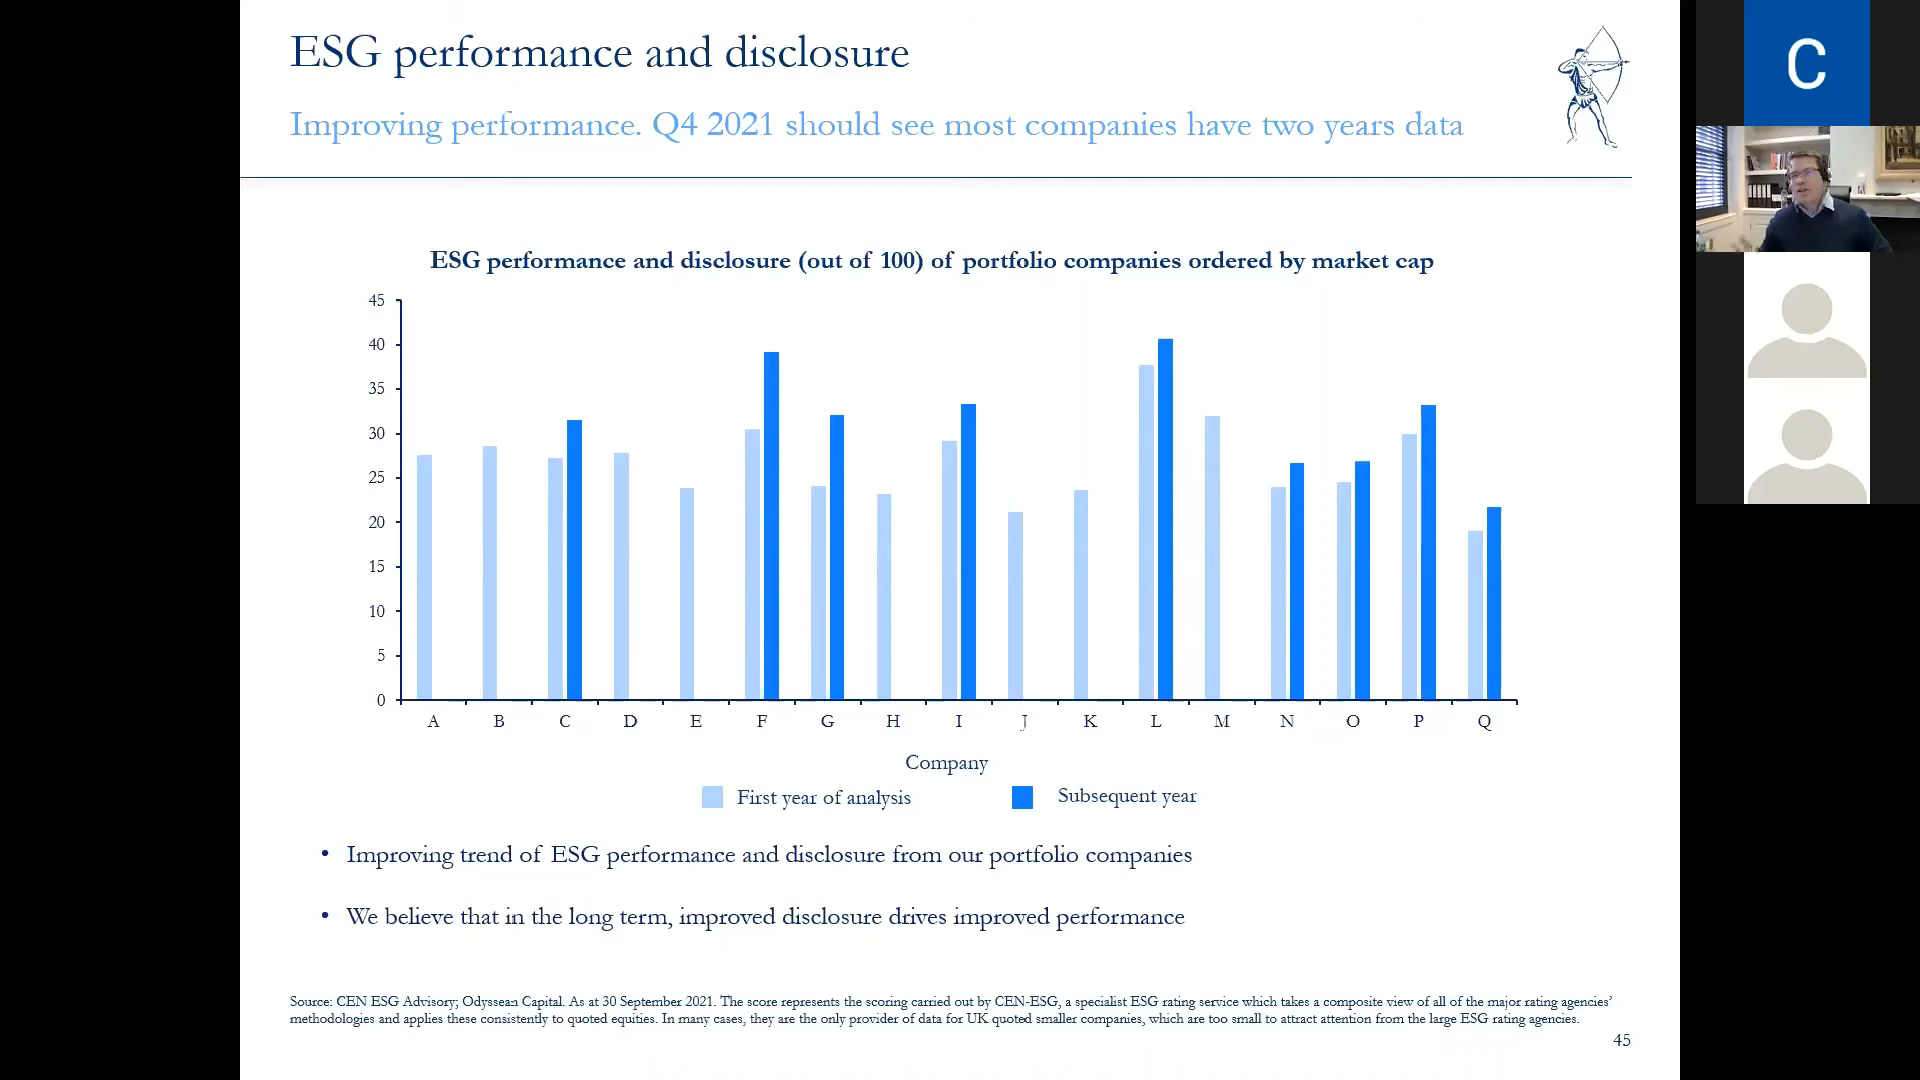 ESG performance and disclosure
Improving performance. Q4 2021 should see most companies have two years data
ESG performance and disclosure (out of 100) of portfolio companies ordered by market cap
45
40
35
30
25
20
15
10
5
0
A B C D E F G H I J K L M N O P Q
Company
First year of analysis
Subsequent year
• Improving trend of ESG performance and disclosure from our portfolio companies
• We believe that in the long term, improved disclosure drives improved performance
Source: CEN ESG Advisory; Odyssean Capital. As at 30 September 2021. The score represents the scoring carried out by CEN-ESG, a specialist ESG rating service which takes a composite view of all of the major rating agencies'
methodologies and applies these consistently to quoted equities. In many cases, they are the only provider of data for UK quoted smaller companies, which are too small to attract attention from the large ESG rating agencies.
45
C